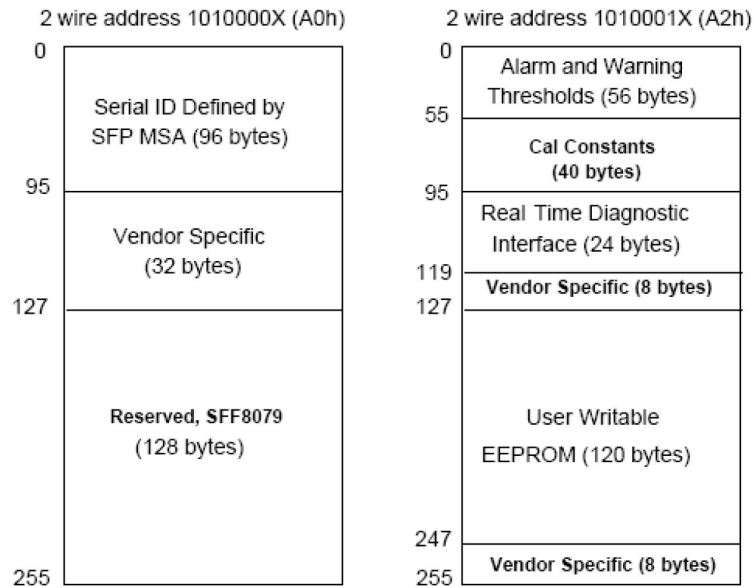 2 wire address 1010000X (A0h)
0
Serial ID Defined by
SFP MSA (96 bytes)
95
Vendor Specific
(32 bytes)
127
Reserved, SFF8079
(128 bytes)
255
2 wire address 1010001X (A2h)
0
Alarm and Warning
Thresholds (56 bytes)
55
Cal Constants
(40 bytes)
95
Real Time Diagnostic
Interface (24 bytes)
119
Vendor Specific (8 bytes)
127
User Writable
EEPROM (120 bytes)
247
Vendor Specific (8 bytes)
255